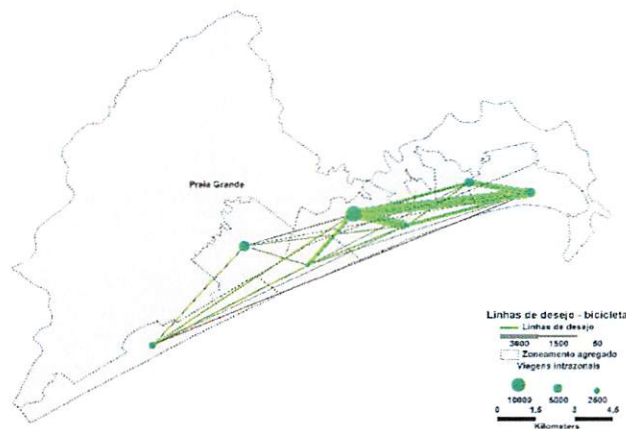 Praia Grande
Linhas de desejo - bicicleta
Linhas de desejo
3000 1500 50
Zoneamento agregado
Viagens intrazonais
10000 5000 2500
0 1,5 3 4,5
Kilometers